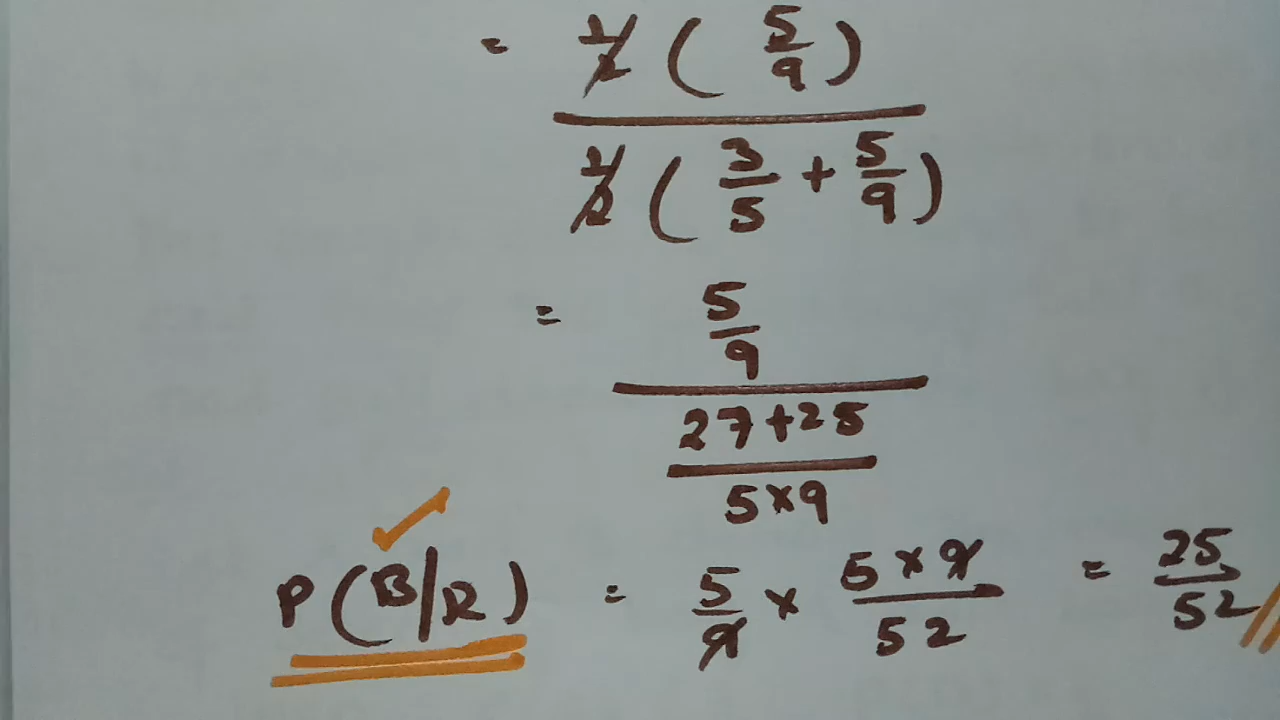 = 1/2 ( 5/9 )
1/2 ( 3/5 + 5/9 )
= 5/9
27+25
5×9
P(B/R) = 5/9 × 5×9/52 = 25/52